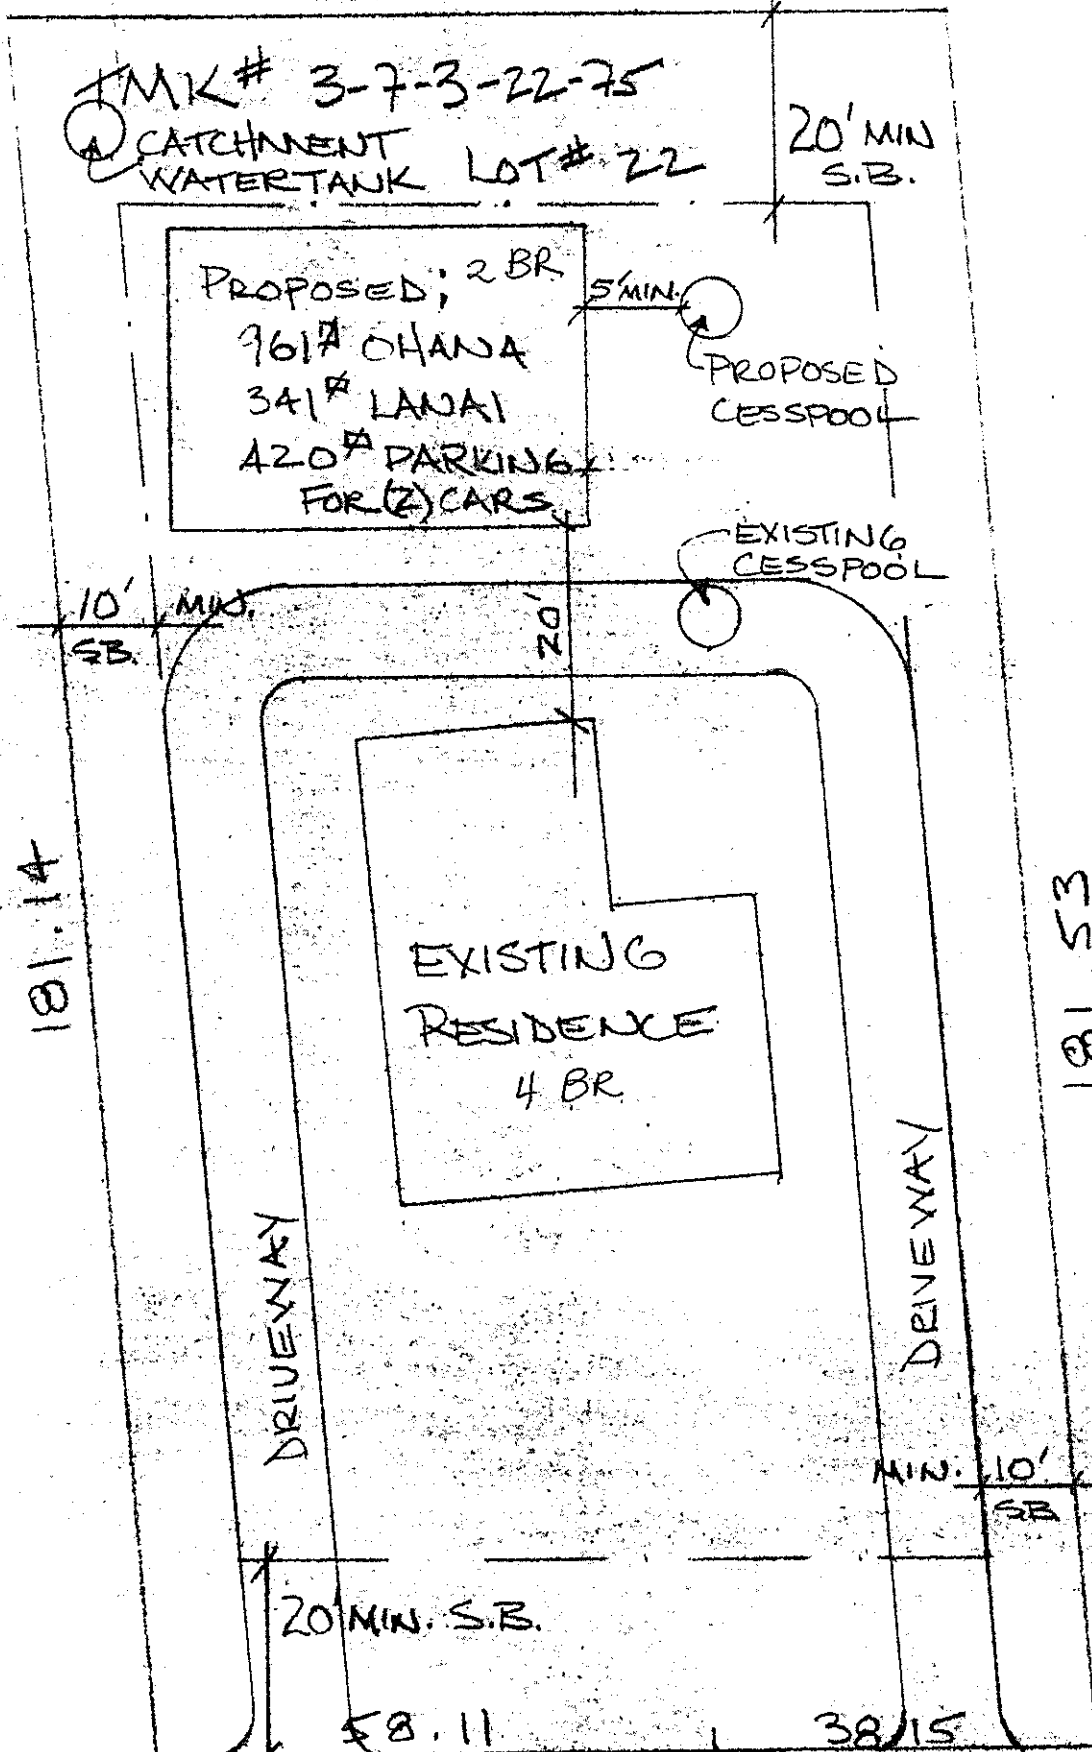 TMK# 3-7-3-22-75
CATCHMENT
WATERTANK
LOT# 22
20' MIN
S.B.
PROPOSED; 2 BR
961⌗ OHANA
341⌗ LANAI
420⌗ PARKING
FOR (2) CARS
5' MIN.
PROPOSED
CESSPOOL
EXISTING
CESSPOOL
10' MIN.
S.B.
20'
181.14
181 53
EXISTING
RESIDENCE
4 BR
DRIVEWAY
DRIVEWAY
MIN. 10'
S.B.
20' MIN. S.B.
58.11
38.15